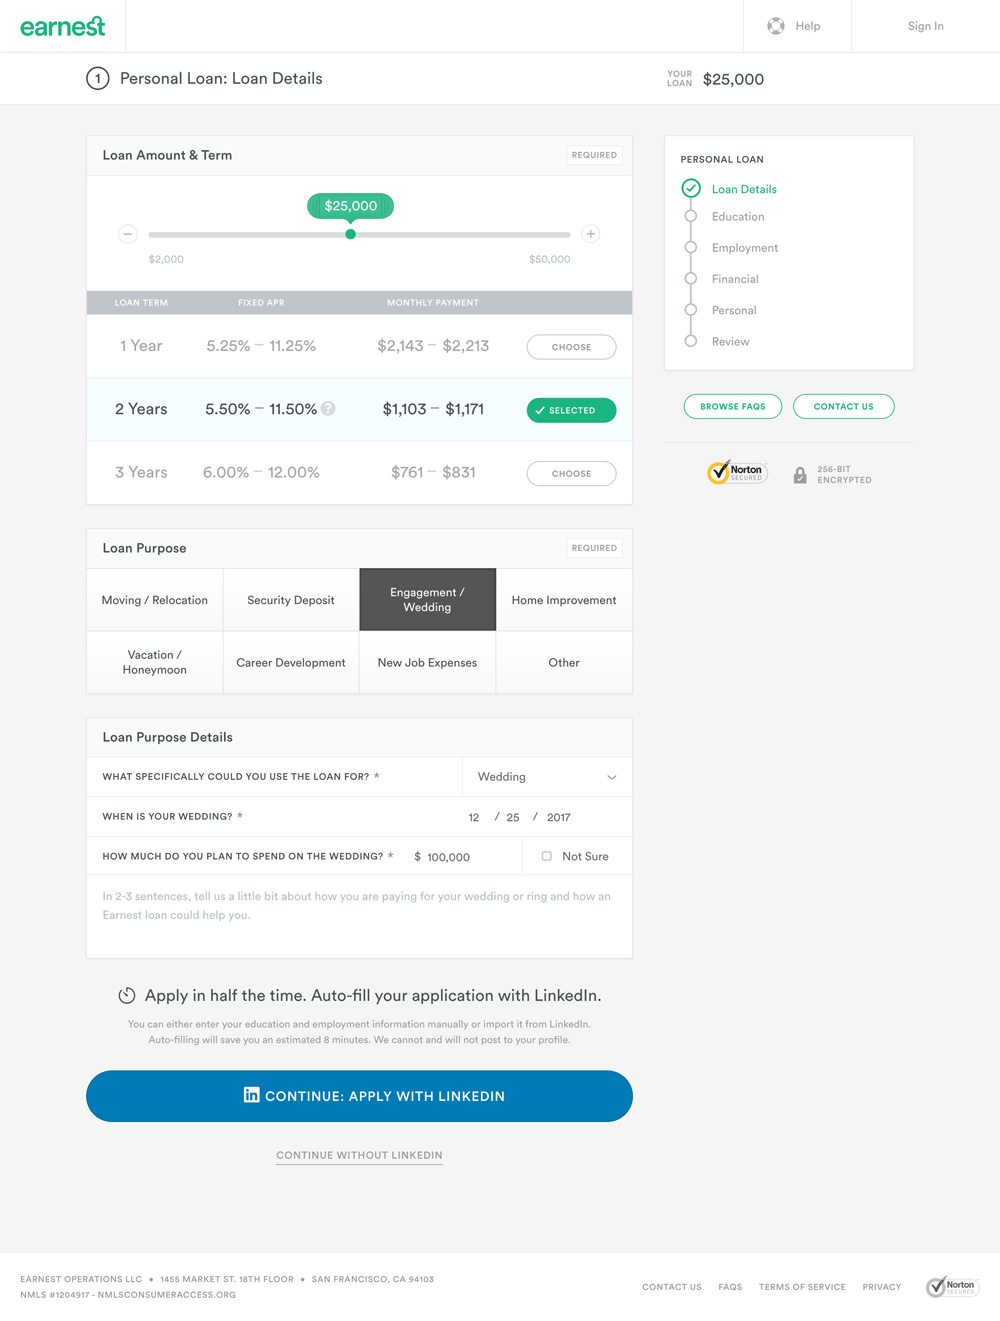 earnest
Help
Sign In
1 Personal Loan: Loan Details
YOUR LOAN $25,000
Loan Amount & Term
REQUIRED
$25,000
$2,000
$50,000
LOAN TERM FIXED APR MONTHLY PAYMENT
1 Year 5.25% – 11.25% $2,143 – $2,213 CHOOSE
2 Years 5.50% – 11.50% ? $1,103 – $1,171 SELECTED
3 Years 6.00% – 12.00% $761 – $831 CHOOSE
Loan Purpose
REQUIRED
Moving / Relocation
Security Deposit
Engagement /
Wedding
Home Improvement
Vacation /
Honeymoon
Career Development
New Job Expenses
Other
Loan Purpose Details
WHAT SPECIFICALLY COULD YOU USE THE LOAN FOR? * Wedding
WHEN IS YOUR WEDDING? * 12 / 25 / 2017
HOW MUCH DO YOU PLAN TO SPEND ON THE WEDDING? * $ 100,000 Not Sure
In 2-3 sentences, tell us a little bit about how you are paying for your wedding or ring and how an
Earnest loan could help you.
Apply in half the time. Auto-fill your application with LinkedIn.
You can either enter your education and employment information manually or import it from LinkedIn.
Auto-filling will save you an estimated 8 minutes. We cannot and will not post to your profile.
in CONTINUE: APPLY WITH LINKEDIN
CONTINUE WITHOUT LINKEDIN
PERSONAL LOAN
Loan Details
Education
Employment
Financial
Personal
Review
BROWSE FAQS
CONTACT US
Norton
SECURED
256-BIT
ENCRYPTED
EARNEST OPERATIONS LLC • 1455 MARKET ST. 18TH FLOOR • SAN FRANCISCO, CA 94103
NMLS #1204917 - NMLSCONSUMERACCESS.ORG
CONTACT US FAQS TERMS OF SERVICE PRIVACY
Norton
SECURED